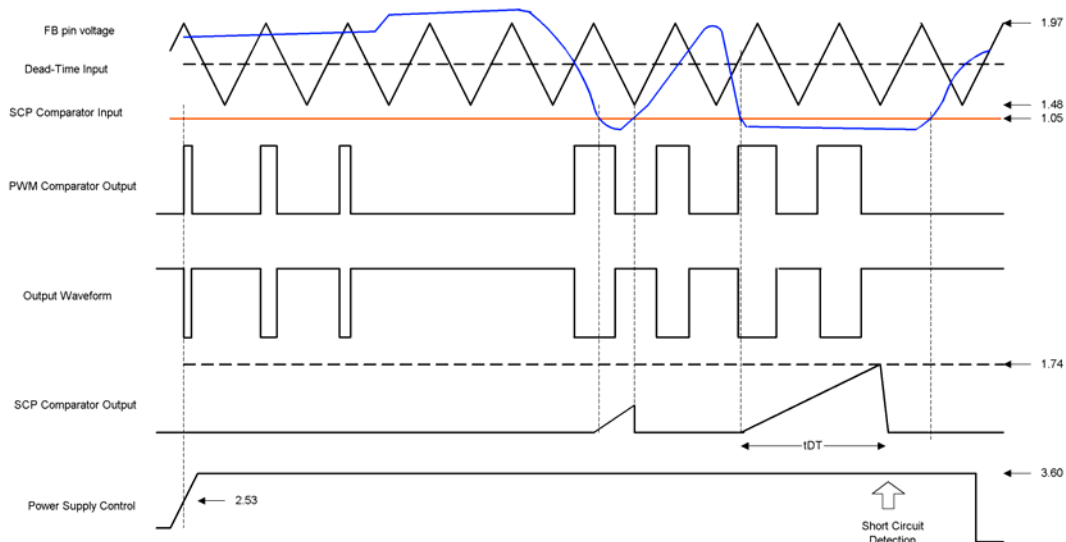 FB pin voltage
1.97
Dead-Time Input
SCP Comparator Input
1.48
1.05
PWM Comparator Output
Output Waveform
1.74
SCP Comparator Output
tDT
3.60
2.53
Power Supply Control
Short Circuit
Detection